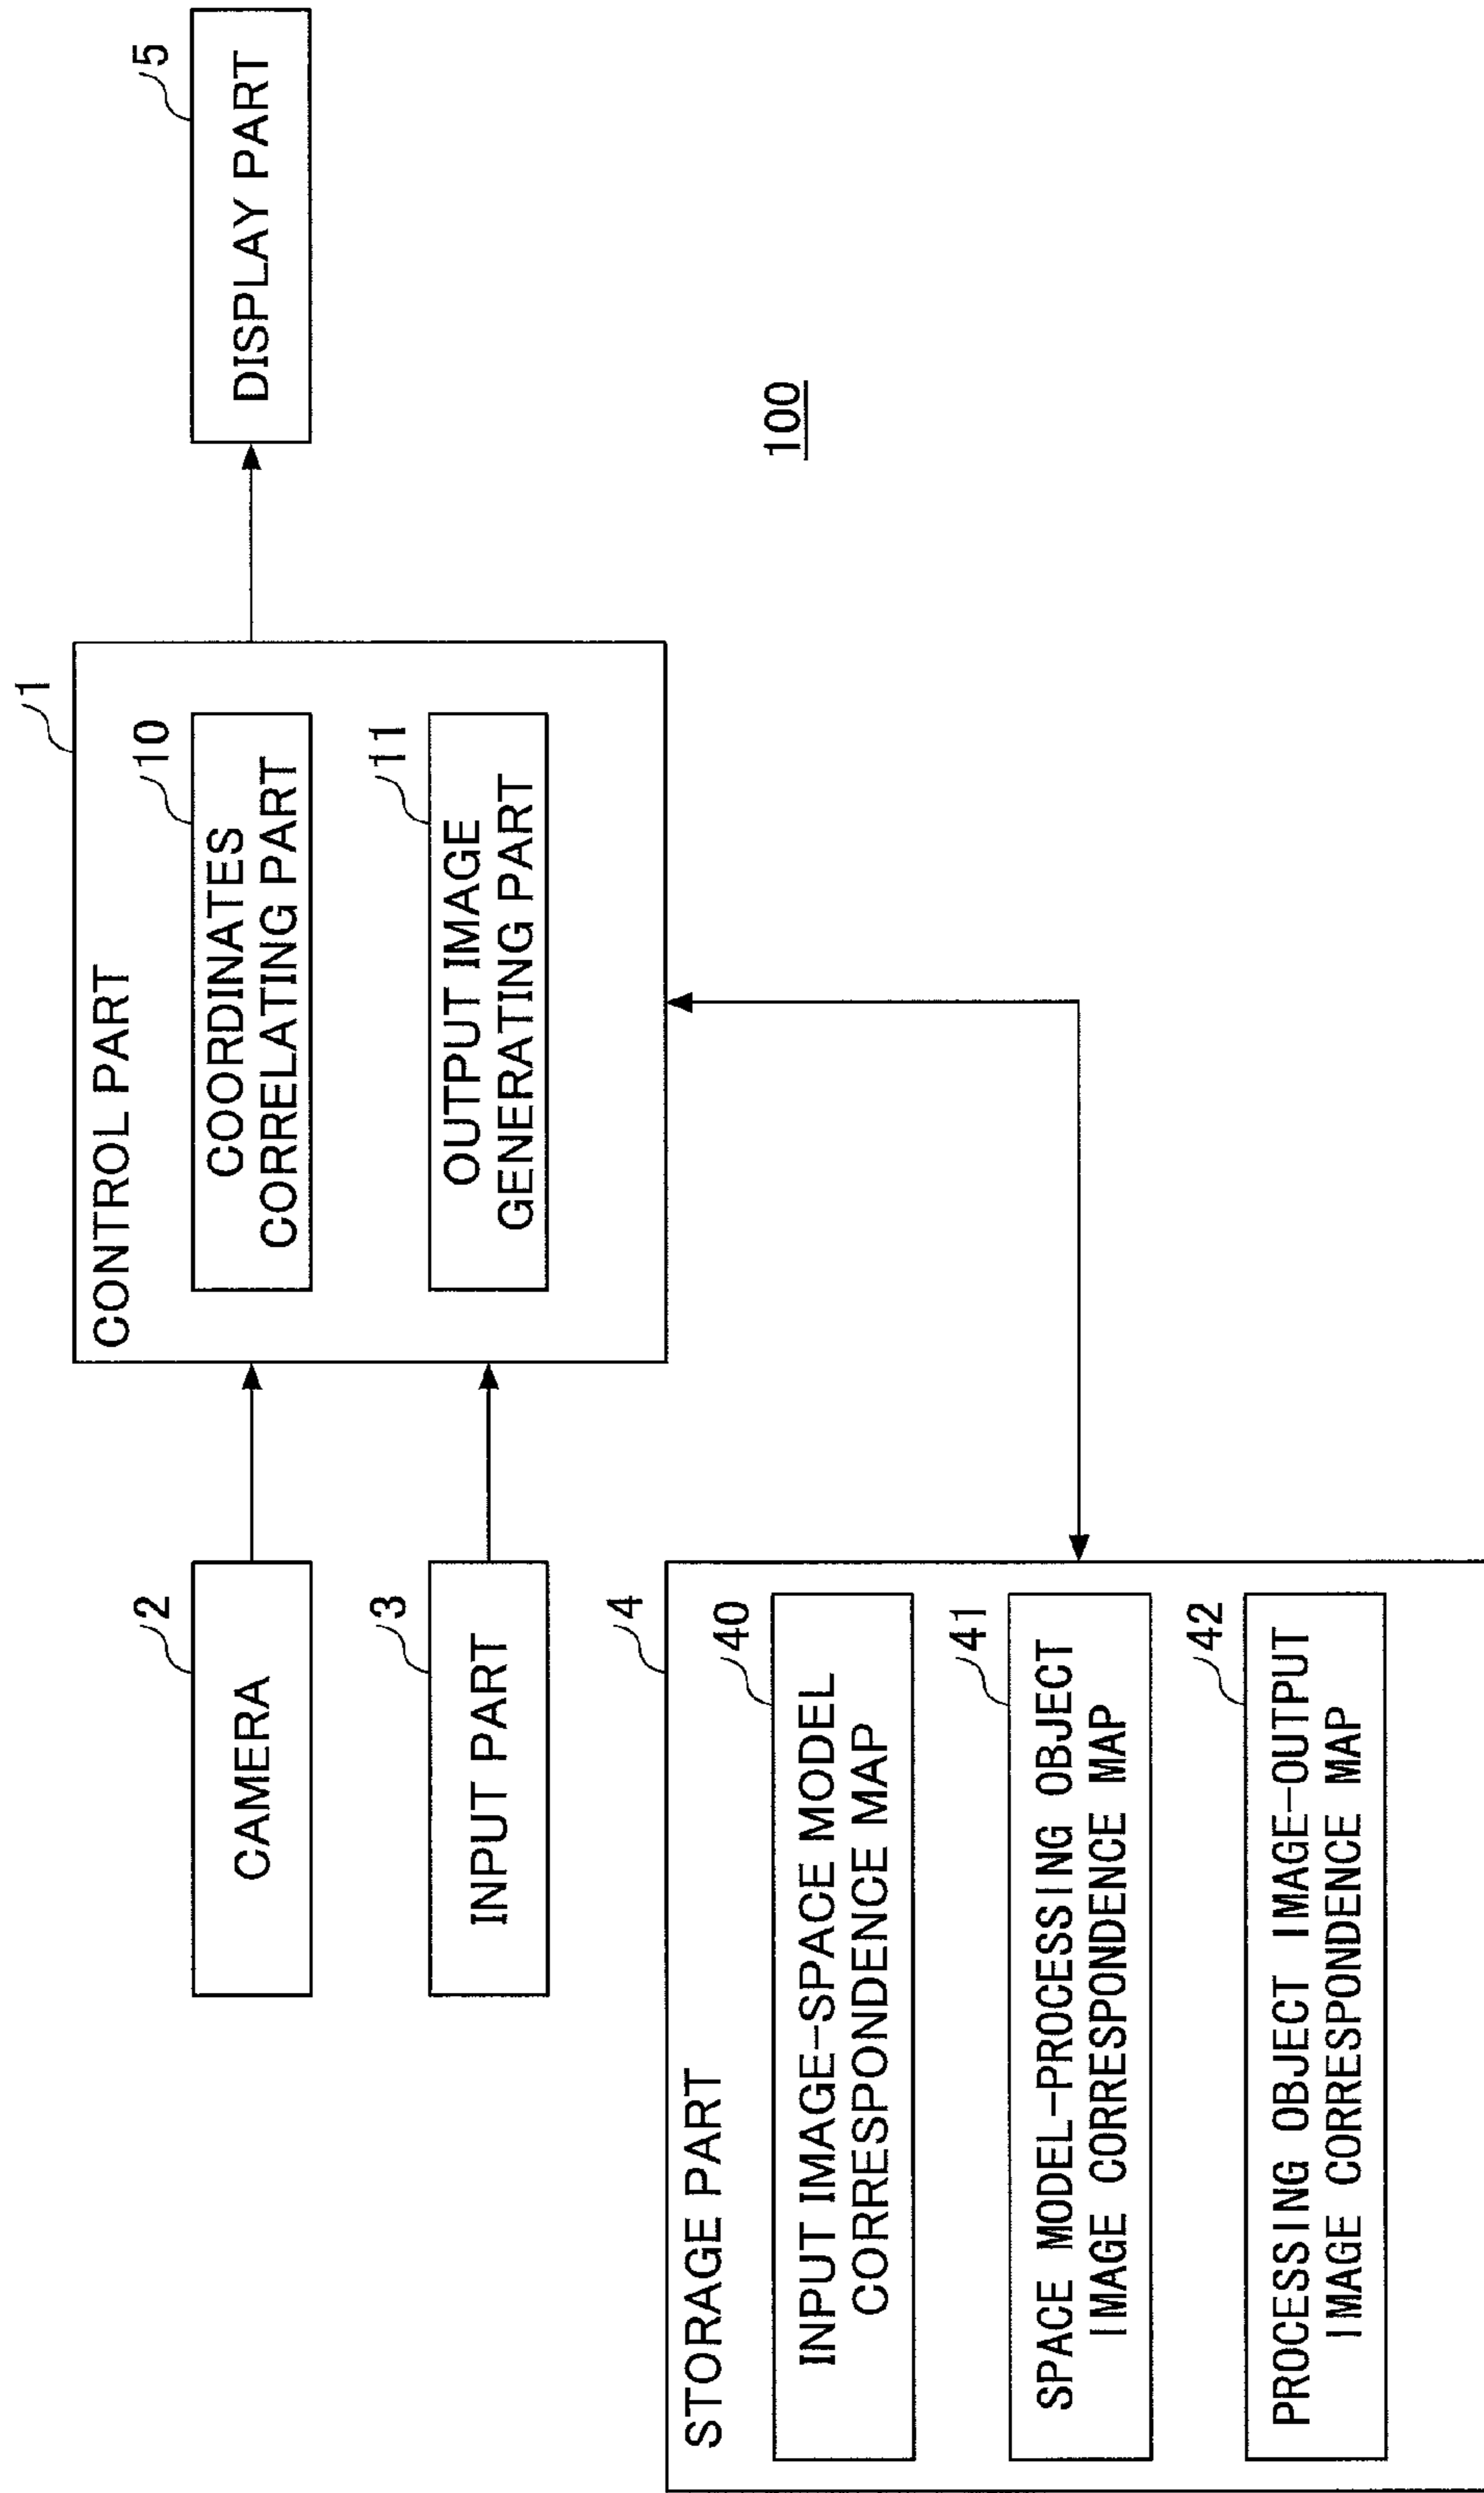 1
CONTROL PART
2
CAMERA
10
COORDINATES
CORRELATING PART
5
DISPLAY PART
3
INPUT PART
11
OUTPUT IMAGE
GENERATING PART
4
STORAGE PART
40
INPUT IMAGE-SPACE MODEL
CORRESPONDENCE MAP
100
41
SPACE MODEL-PROCESSING OBJECT
IMAGE CORRESPONDENCE MAP
42
PROCESSING OBJECT IMAGE-OUTPUT
IMAGE CORRESPONDENCE MAP